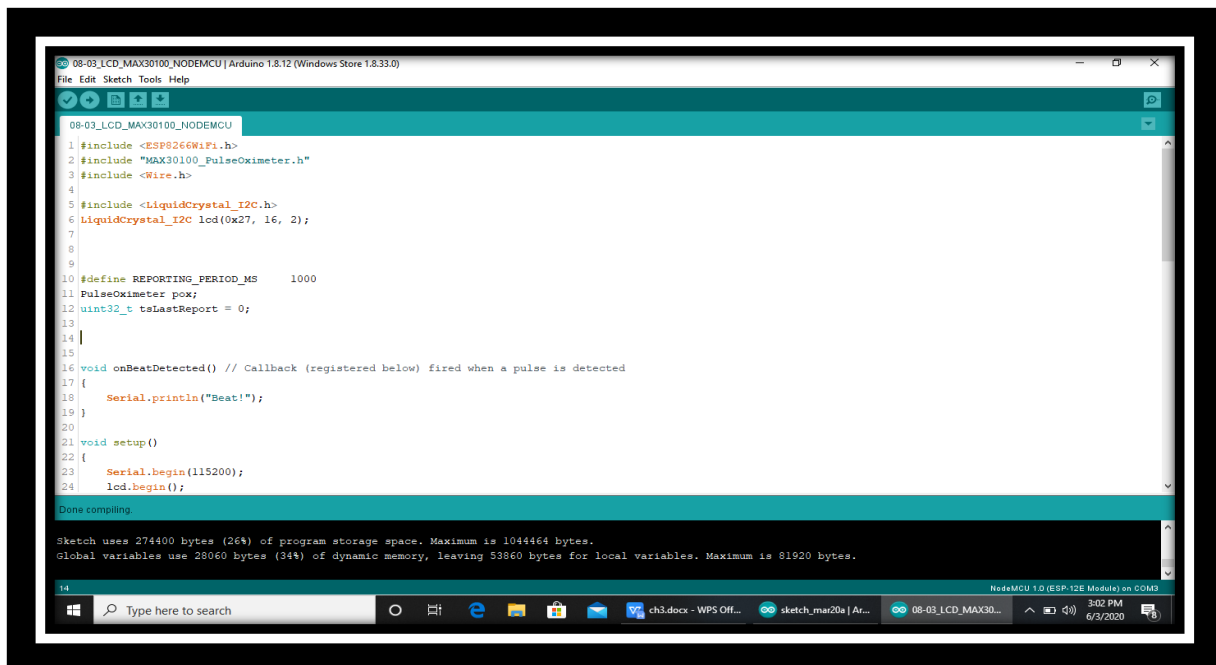 08-03_LCD_MAX30100_NODEMCU | Arduino 1.8.12 (Windows Store 1.8.33.0)
File Edit Sketch Tools Help
08-03_LCD_MAX30100_NODEMCU
1 #include <ESP8266WiFi.h>
2 #include "MAX30100_PulseOximeter.h"
3 #include <Wire.h>
4
5 #include <LiquidCrystal_I2C.h>
6 LiquidCrystal_I2C lcd(0x27, 16, 2);
7
8
9
10 #define REPORTING_PERIOD_MS     1000
11 PulseOximeter pox;
12 uint32_t tsLastReport = 0;
13
14
15
16 void onBeatDetected() // Callback (registered below) fired when a pulse is detected
17 {
18     Serial.println("Beat!");
19 }
20
21 void setup()
22 {
23     Serial.begin(115200);
24     lcd.begin();
Done compiling.
Sketch uses 274400 bytes (26%) of program storage space. Maximum is 1044464 bytes.
Global variables use 28060 bytes (34%) of dynamic memory, leaving 53860 bytes for local variables. Maximum is 81920 bytes.
14 NodeMCU 1.0 (ESP-12E Module) on COM3
Type here to search ch3.docx - WPS Off... sketch_mar20a | Ar... 08-03_LCD_MAX30... 3:02 PM
6/3/2020 8